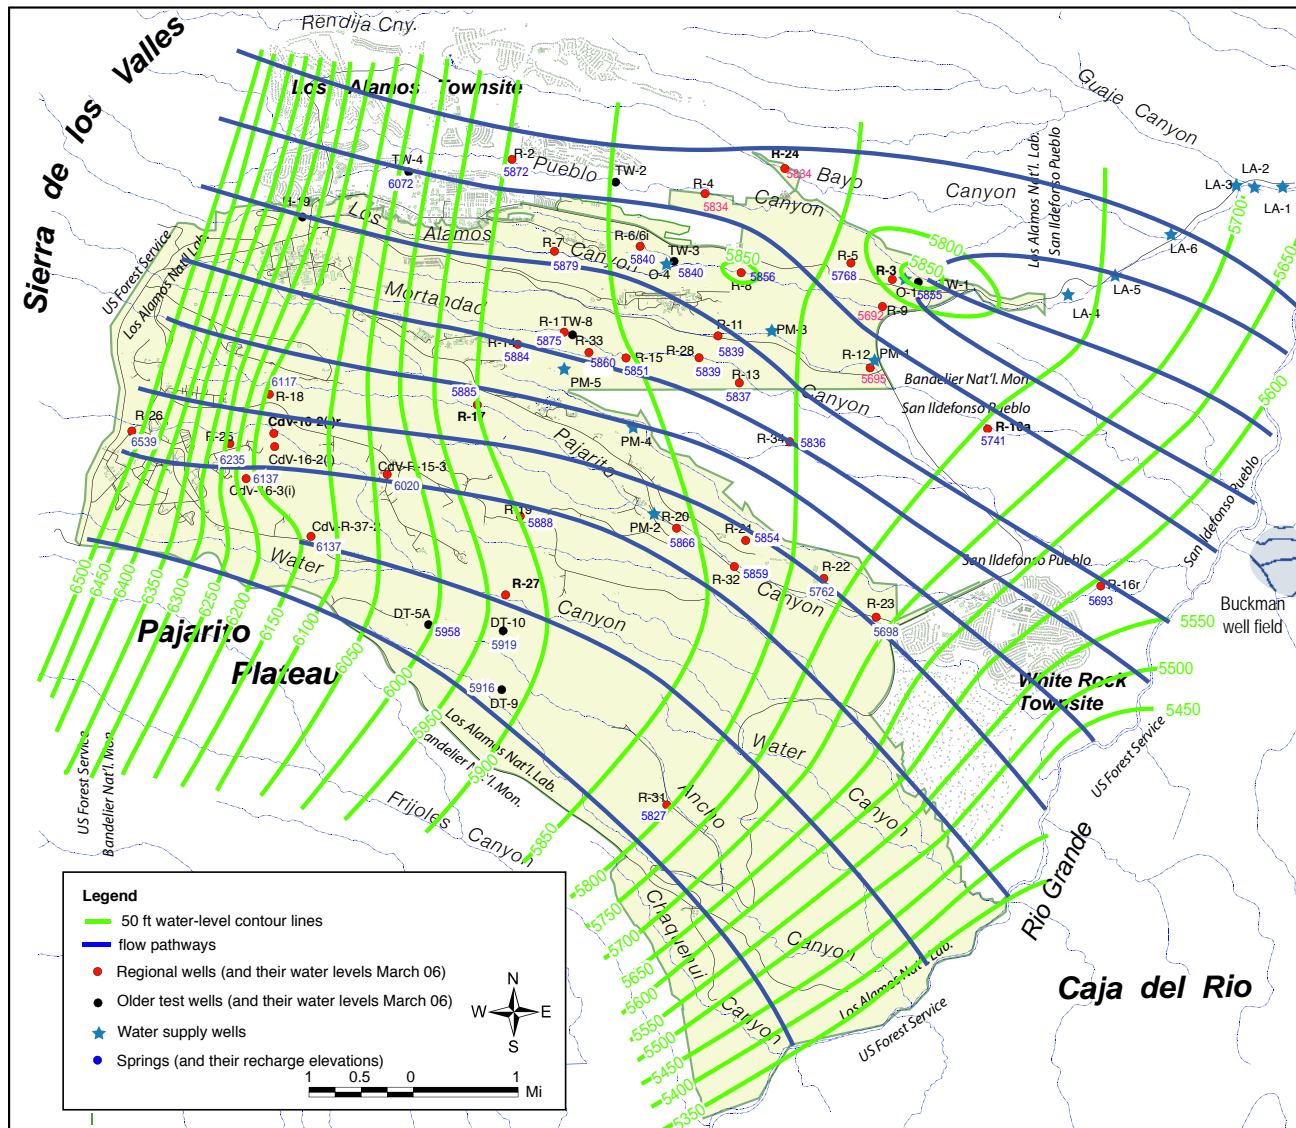 Rendija Cny.
Sierra de los Valles
Los Alamos Townsite
Guaje Canyon
R-24
5834
Bayo
Canyon
R-2
5872
Pueblo
TW-4
6072
TW-2
R-4
5834
Canyon
Los Alamos Nat'l. Lab.
San Ildefonso Pueblo
LA-2
LA-3
LA-1
LA-6
LA-5
LA-4
5700
5650
5600
H-19
Los
Alamos
Canyon
R-7
5879
R-6/6i
5840
TW-3
5840
O-4
5850
5856
R-8
R-5
5768
R-3
5800
5850
O-1
TW-1
5855
5692
R-9
US Forest Service
Los Alamos Nat'l Lab.
Mortandad
R-1
TW-8
5875
R-33
5860
R-14
5884
R-15
5851
R-28
5839
R-11
5839
PM-3
R-12
PM-1
5695
R-13
5837
PM-5
Bandelier Nat'l. Mon
San Ildefonso Pueblo
Canyon
6117
R-18
5885
R-17
R-26
6539
R-25
6235
CdV-16-2(i)r
CdV-16-2(i)
6137
CdV-16-3(i)
CdV-R-15-3
6020
PM-4
Pajarito
R-34
5836
R-10a
5741
San Ildefonso Pueblo
R-19
5888
PM-2
R-20
5866
R-21
5854
CdV-R-37-2
6137
Water
R-32
5859
R-22
5762
Canyon
San Ildefonso Pueblo
R-16r
5693
Buckman
well field
R-27
Canyon
R-23
5698
DT-5A
5958
DT-10
5919
5916
DT-9
5550
5500
5450
White Rock
Townsite
Pajarito
Plateau
6500
6450
6400
6350
6300
6250
6200
6150
6100
6050
6000
5950
5900
5850
5800
5750
5700
5650
5600
5550
5500
5450
5400
5350
Los Alamos Nat'l. Lab.
Bandelier Nat'l. Mon.
US Forest Service
Bandelier Nat'l. Mon
Frijoles Canyon
R-31
5827
Ancho
Water
Canyon
Canyon
Chaquehui
Canyon
US Forest Service
Rio Grande
Los Alamos Nat'l. Lab.
US Forest Service
Caja del Rio
Legend
50 ft water-level contour lines
flow pathways
Regional wells (and their water levels March 06)
Older test wells (and their water levels March 06)
Water supply wells
Springs (and their recharge elevations)
N
W E
S
1 0.5 0 1
Mi